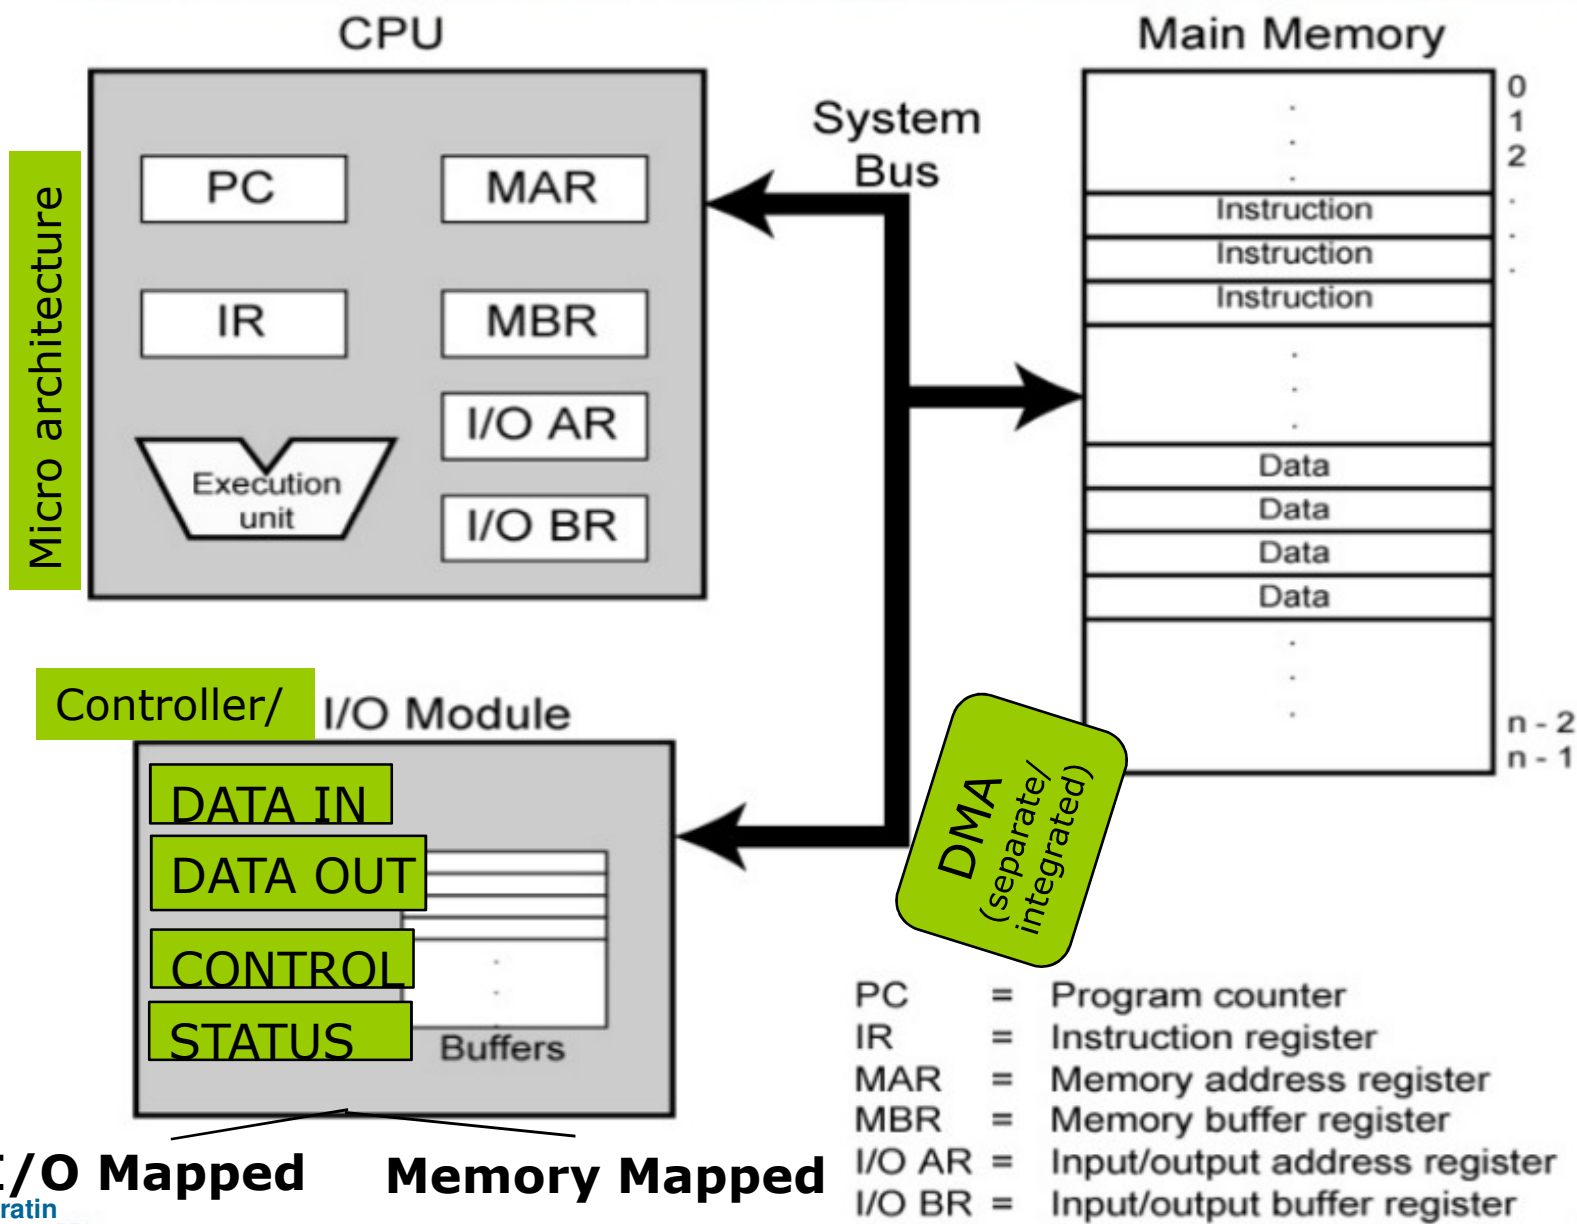 CPU
Main Memory
System
Bus
Micro architecture
PC
MAR
IR
MBR
I/O AR
I/O BR
Execution
unit
0
1
2
Instruction
Instruction
Instruction
Data
Data
Data
Data
n - 2
n - 1
Controller/
I/O Module
DATA IN
DATA OUT
CONTROL
STATUS
Buffers
DMA
(separate/
integrated)
I/O Mapped
Memory Mapped
ratin
PC = Program counter
IR = Instruction register
MAR = Memory address register
MBR = Memory buffer register
I/O AR = Input/output address register
I/O BR = Input/output buffer register